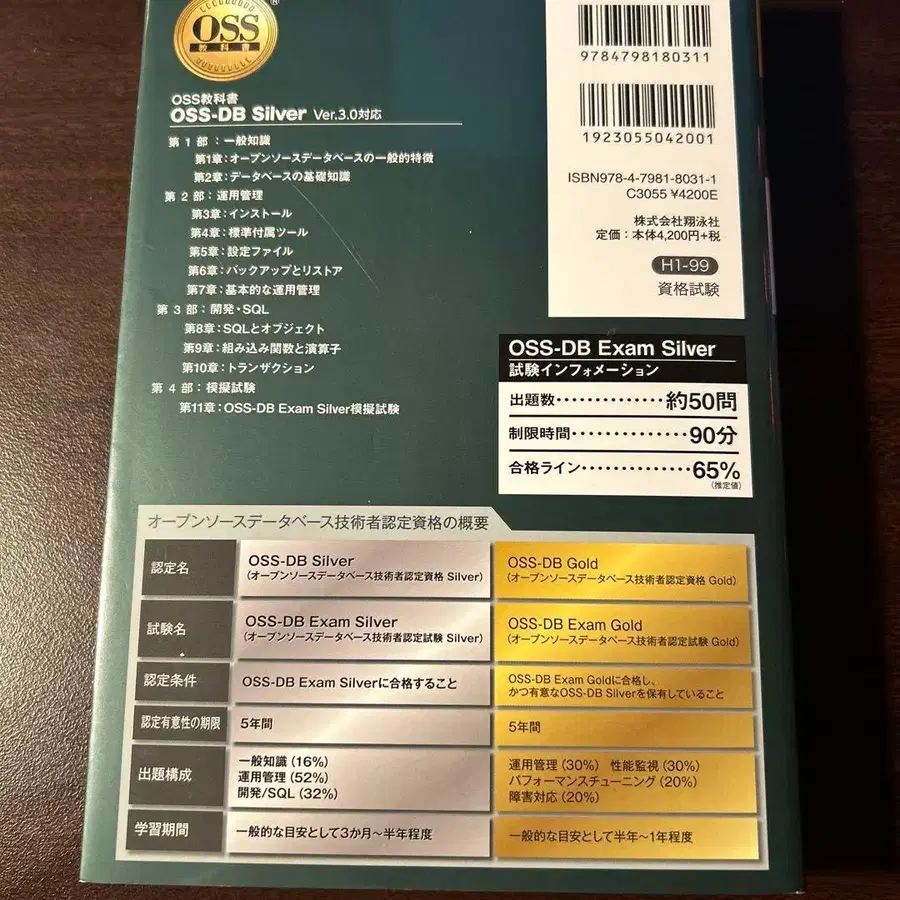 OSS
®
教科書
OSS教科書
OSS-DB Silver Ver.3.0対応
第1部：一般知識
第1章：オープンソースデータベースの一般的特徴
第2章：データベースの基礎知識
第2部：運用管理
第3章：インストール
第4章：標準付属ツール
第5章：設定ファイル
第6章：バックアップとリストア
第7章：基本的な運用管理
第3部：開発・SQL
第8章：SQLとオブジェクト
第9章：組み込み関数と演算子
第10章：トランザクション
第4部：模擬試験
第11章：OSS-DB Exam Silver模擬試験
9784798180311
1923055042001
ISBN978-4-7981-8031-1
C3055 ¥4200E
株式会社翔泳社
定価：本体4,200円+税
H1-99
資格試験
OSS-DB Exam Silver
試験インフォメーション
出題数・・・・・・・・・・・・・・約50問
制限時間・・・・・・・・・・・・・・90分
合格ライン・・・・・・・・・・・・・・65%
（推定値）
オープンソースデータベース技術者認定資格の概要
認定名 OSS-DB Silver OSS-DB Gold
（オープンソースデータベース技術者認定資格 Silver） （オープンソースデータベース技術者認定資格 Gold）
試験名 OSS-DB Exam Silver OSS-DB Exam Gold
（オープンソースデータベース技術者認定試験 Silver） （オープンソースデータベース技術者認定試験 Gold）
認定条件 OSS-DB Exam Silverに合格すること OSS-DB Exam Goldに合格し、
かつ有意なOSS-DB Silverを保有していること
認定有意性の期限 5年間 5年間
出題構成 一般知識（16%） 運用管理（30%） 性能監視（30%）
運用管理（52%） パフォーマンスチューニング（20%）
開発/SQL（32%） 障害対応（20%）
学習期間 一般的な目安として3か月～半年程度 一般的な目安として半年～1年程度